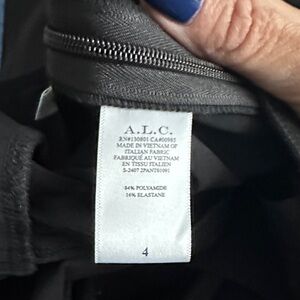 A.L.C.
RN#130801 CA#00985
MADE IN VIETNAM OF
ITALIAN FABRIC
FABRIQUÉ AU VIETNAM
EN TISSU ITALIEN
S-2407 2PANT01091
84% POLYAMIDE
16% ELASTANE
4